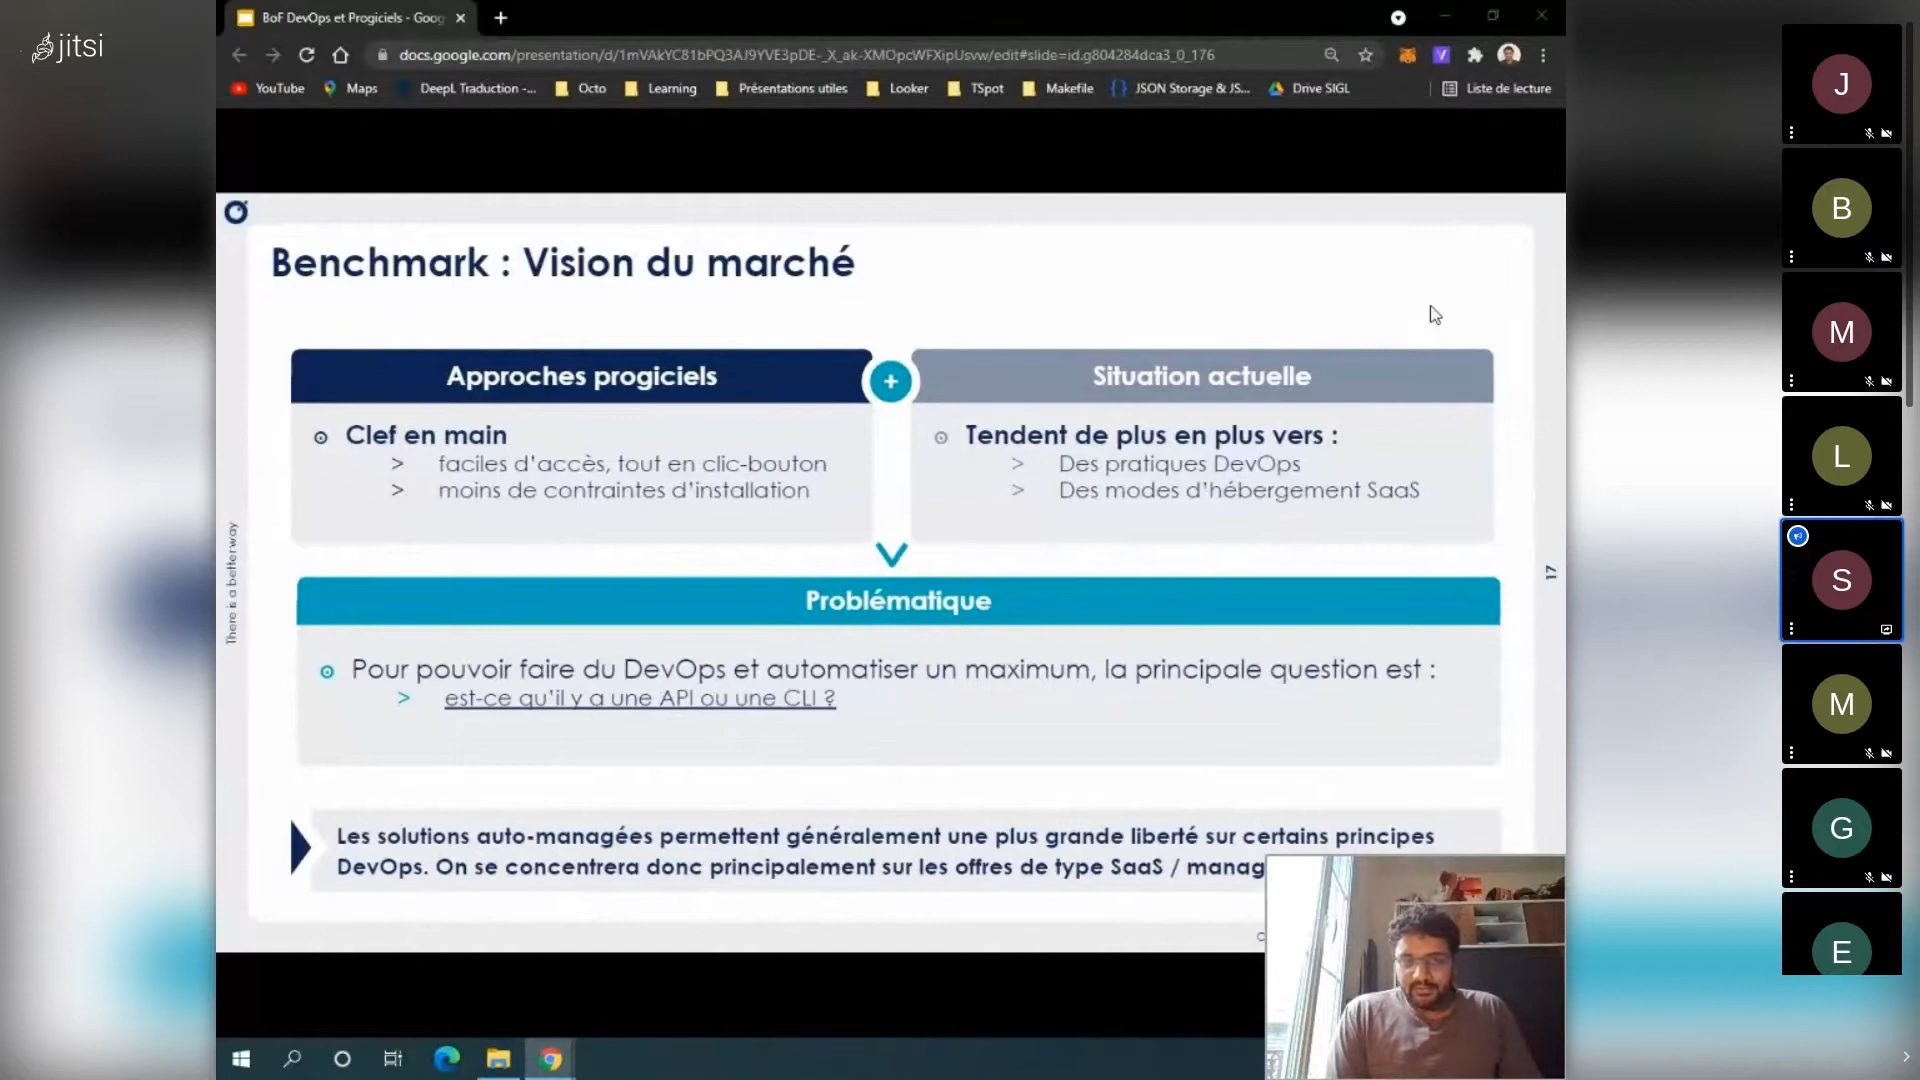 jitsi
BoF DevOps et Progiciels - Goog
docs.google.com/presentation/d/1mVAkYC81bPQ3AJ9YVE3pDE-_X_ak-XMOpcWFXipUsvw/edit#slide=id.g804284dca3_0_176
YouTube Maps DeepL Traduction -... Octo Learning Présentations utiles Looker TSpot Makefile JSON Storage & JS... Drive SIGL Liste de lecture
Benchmark : Vision du marché
Approches progiciels
Clef en main
> faciles d'accès, tout en clic-bouton
> moins de contraintes d'installation
+
Situation actuelle
Tendent de plus en plus vers :
> Des pratiques DevOps
> Des modes d'hébergement SaaS
Problématique
Pour pouvoir faire du DevOps et automatiser un maximum, la principale question est :
> est-ce qu'il y a une API ou une CLI ?
Les solutions auto-managées permettent généralement une plus grande liberté sur certains principes
DevOps. On se concentrera donc principalement sur les offres de type SaaS / manag
There is a better way
17
J
B
M
L
S
M
G
E